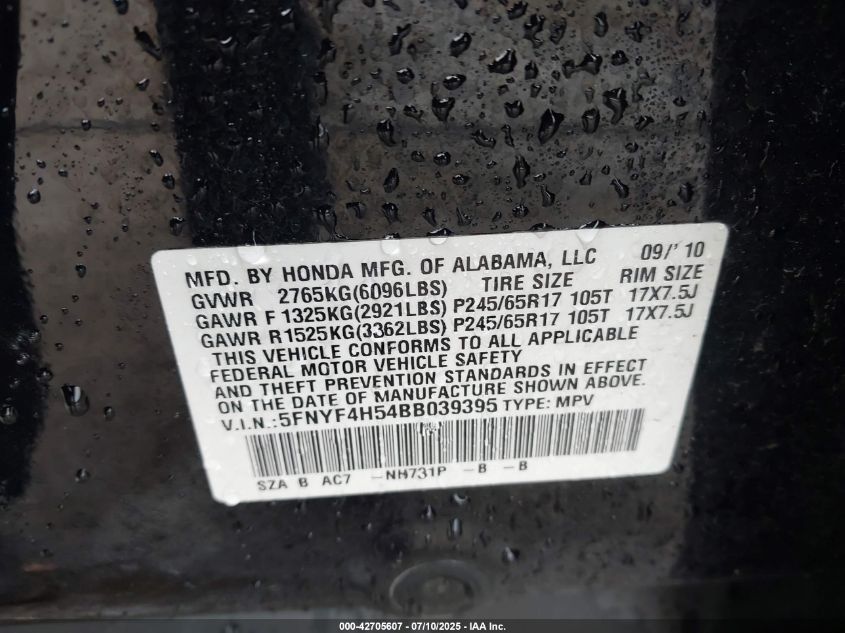 MFD. BY HONDA MFG. OF ALABAMA, LLC 09/' 10
GVWR 2765KG(6096LBS) TIRE SIZE RIM SIZE
GAWR F 1325KG(2921LBS) P245/65R17 105T 17X7.5J
GAWR R 1525KG(3362LBS) P245/65R17 105T 17X7.5J
THIS VEHICLE CONFORMS TO ALL APPLICABLE
FEDERAL MOTOR VEHICLE SAFETY
AND THEFT PREVENTION STANDARDS IN EFFECT
ON THE DATE OF MANUFACTURE SHOWN ABOVE.
V.I.N.:5FNYF4H54BB039395 TYPE: MPV
SZA B AC7 -NH731P -B -B
000-42705607 - 07/10/2025 - IAA Inc.